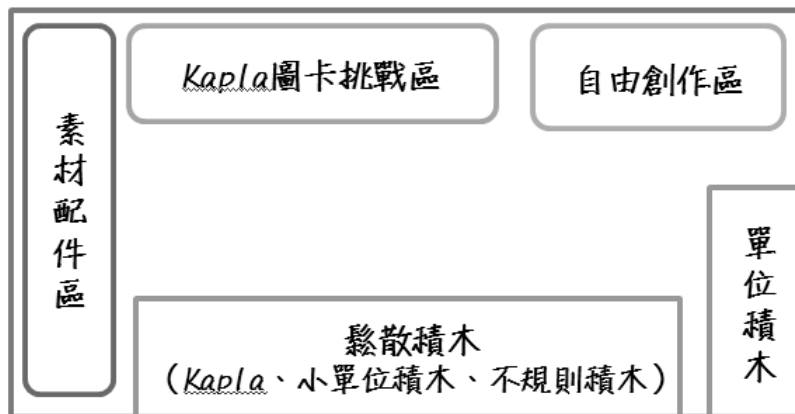 Kapla圖卡挑戰區
自由創作區
素材配件區
單位積木
鬆散積木
（Kapla、小單位積木、不規則積木）